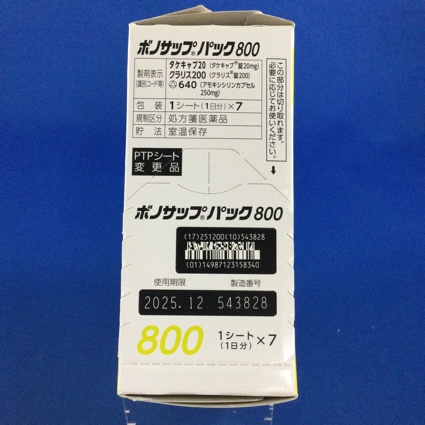 ボノサップ®パック800
製剤表示
(識別コード等)
タケキャブ20 (タケキャブ®錠20mg)
クラリス200 (クラリス®錠200)
640 (アモキシシリンカプセル
250mg)
包装 1シート(1日分)×7
規制区分 処方箋医薬品
貯法 室温保存
この部分は切り取れます。
必要に応じてお使いください。
PTPシート
変更品
ボノサップ®パック800
(17)251200(10)543828
(01)14987123158340
使用期限 製造番号
2025.12 543828
800
1シート×7
(1日分)